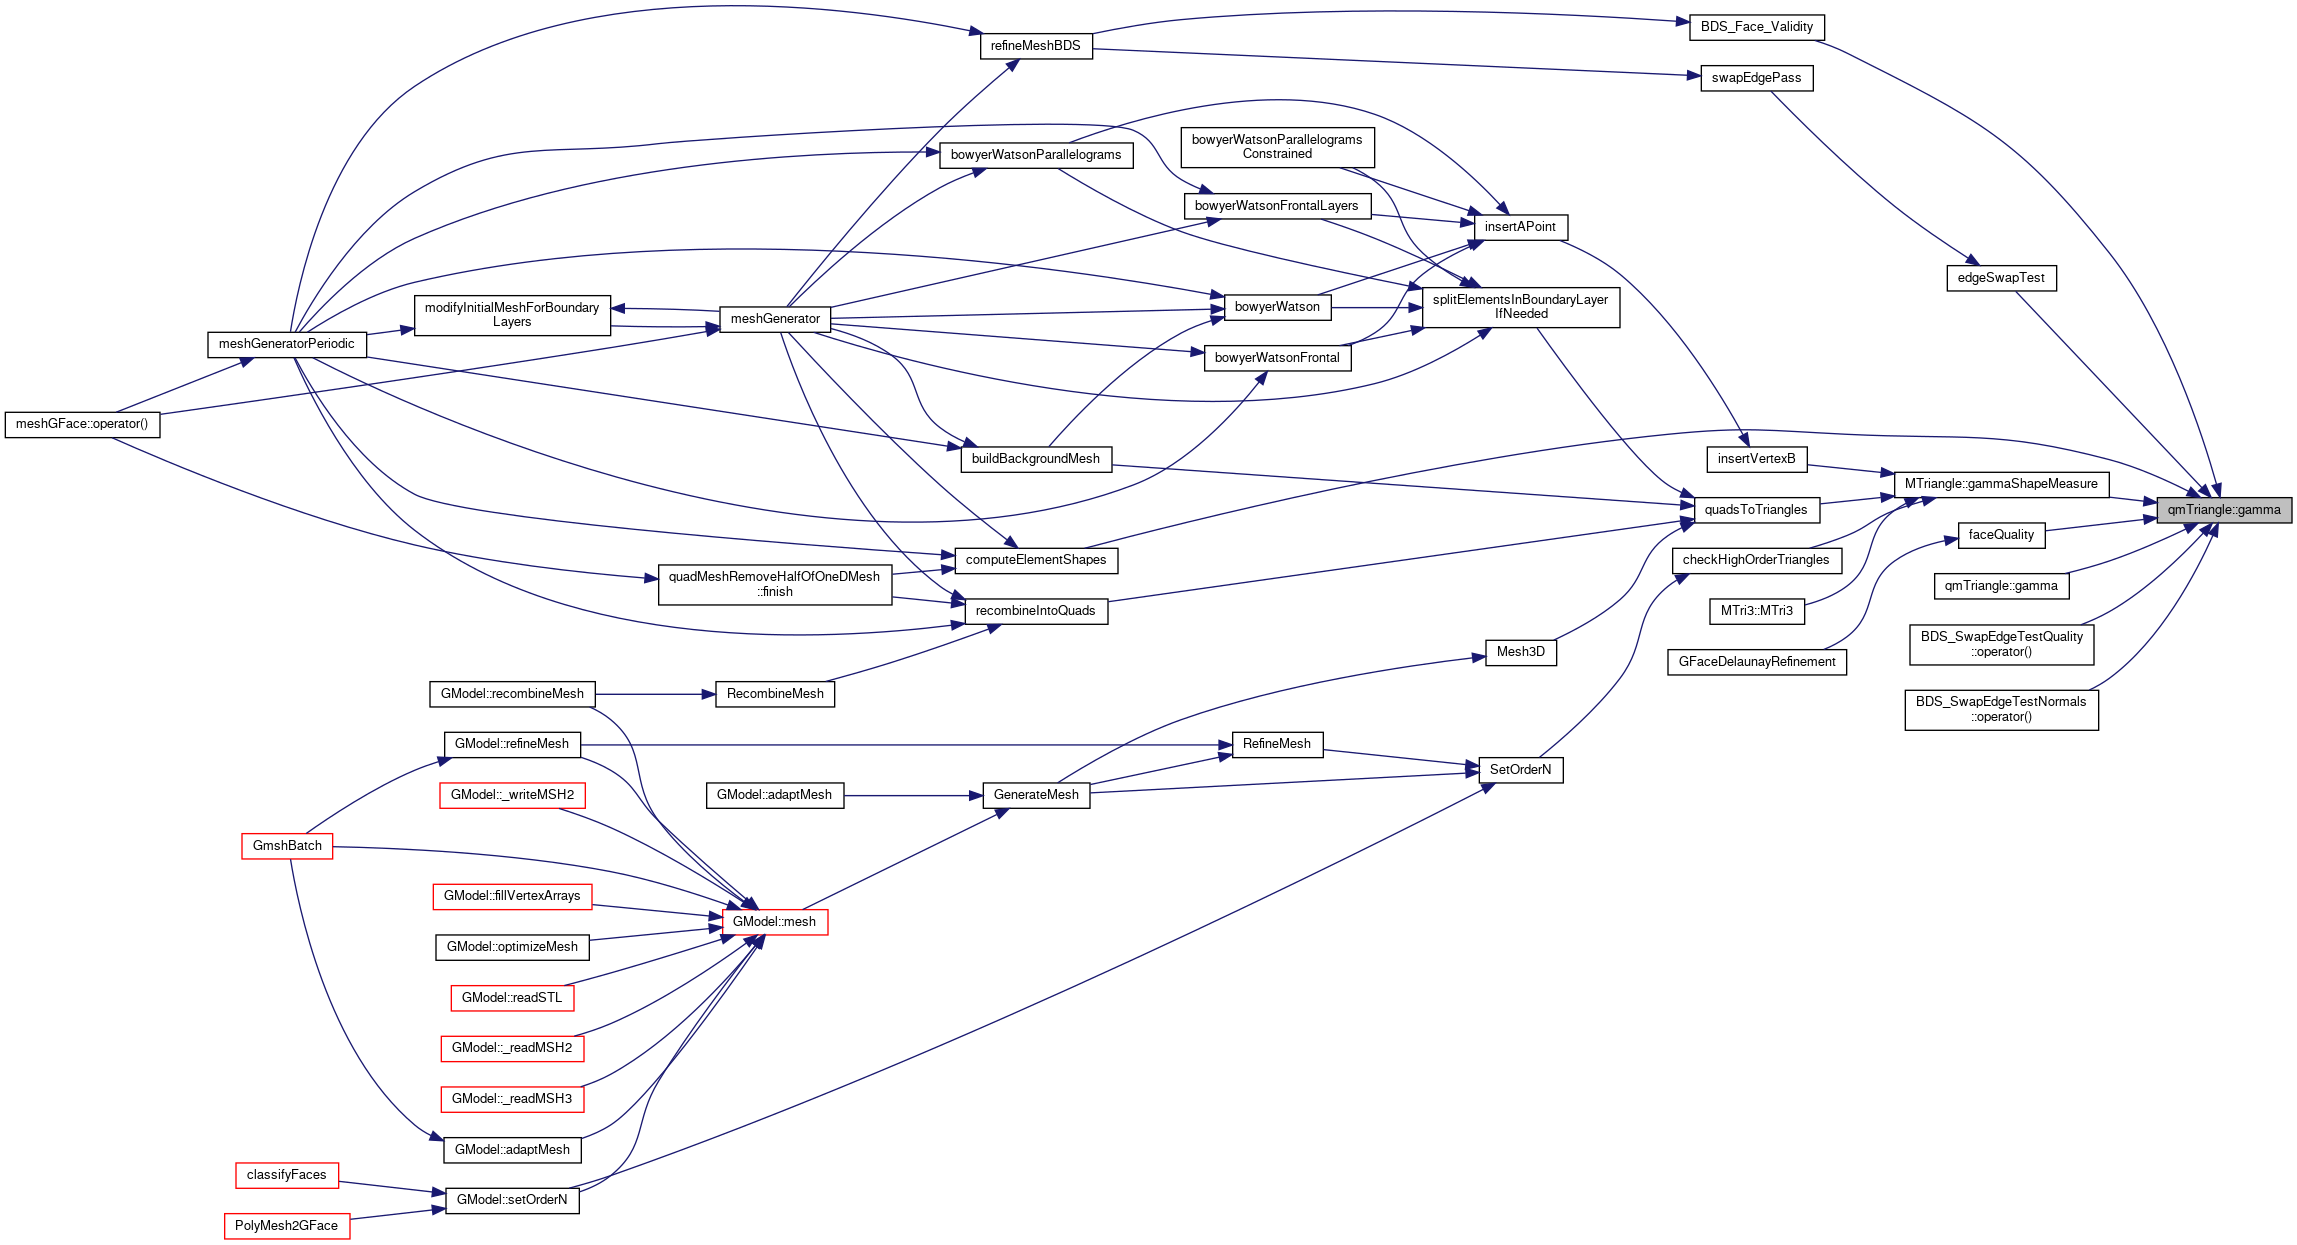 BDS_Face_Validity
refineMeshBDS
swapEdgePass
bowyerWatsonParallelograms
Constrained
bowyerWatsonParallelograms
bowyerWatsonFrontalLayers
insertAPoint
edgeSwapTest
modifyInitialMeshForBoundary
Layers
meshGenerator
bowyerWatson
splitElementsInBoundaryLayer
IfNeeded
meshGeneratorPeriodic
bowyerWatsonFrontal
meshGFace::operator()
buildBackgroundMesh
insertVertexB
MTriangle::gammaShapeMeasure
quadsToTriangles
qmTriangle::gamma
faceQuality
computeElementShapes
checkHighOrderTriangles
quadMeshRemoveHalfOfOneDMesh
::finish
qmTriangle::gamma
recombineIntoQuads
MTri3::MTri3
BDS_SwapEdgeTestQuality
::operator()
Mesh3D
GFaceDelaunayRefinement
GModel::recombineMesh
RecombineMesh
BDS_SwapEdgeTestNormals
::operator()
GModel::refineMesh
RefineMesh
SetOrderN
GModel::_writeMSH2
GModel::adaptMesh
GenerateMesh
GmshBatch
GModel::fillVertexArrays
GModel::mesh
GModel::optimizeMesh
GModel::readSTL
GModel::_readMSH2
GModel::_readMSH3
GModel::adaptMesh
classifyFaces
GModel::setOrderN
PolyMesh2GFace